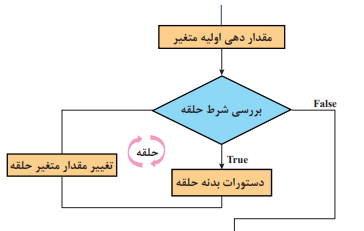 مقدار دهی اولیه متغیر
بررسی شرط حلقه
False
حلقه
True
تغییر مقدار متغیر حلقه
دستورات بدنه حلقه